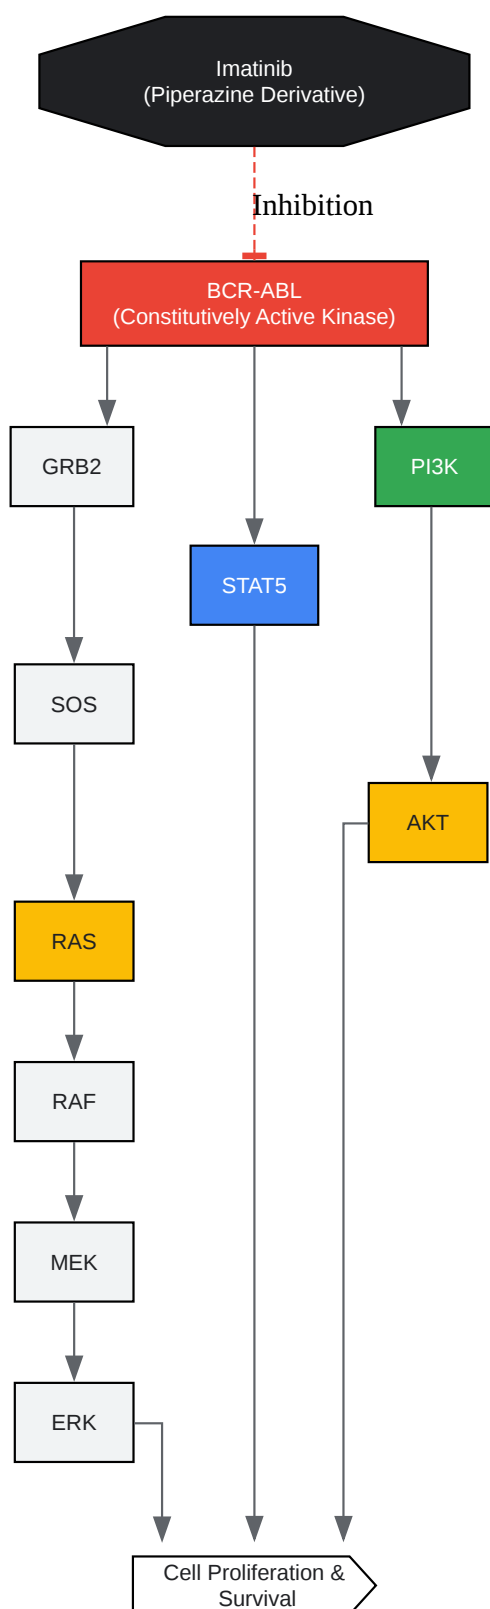 Imatinib
(Piperazine Derivative)
Inhibition
BCR-ABL
(Constitutively Active Kinase)
GRB2
PI3K
STAT5
SOS
AKT
RAS
RAF
MEK
ERK
Cell Proliferation &
Survival